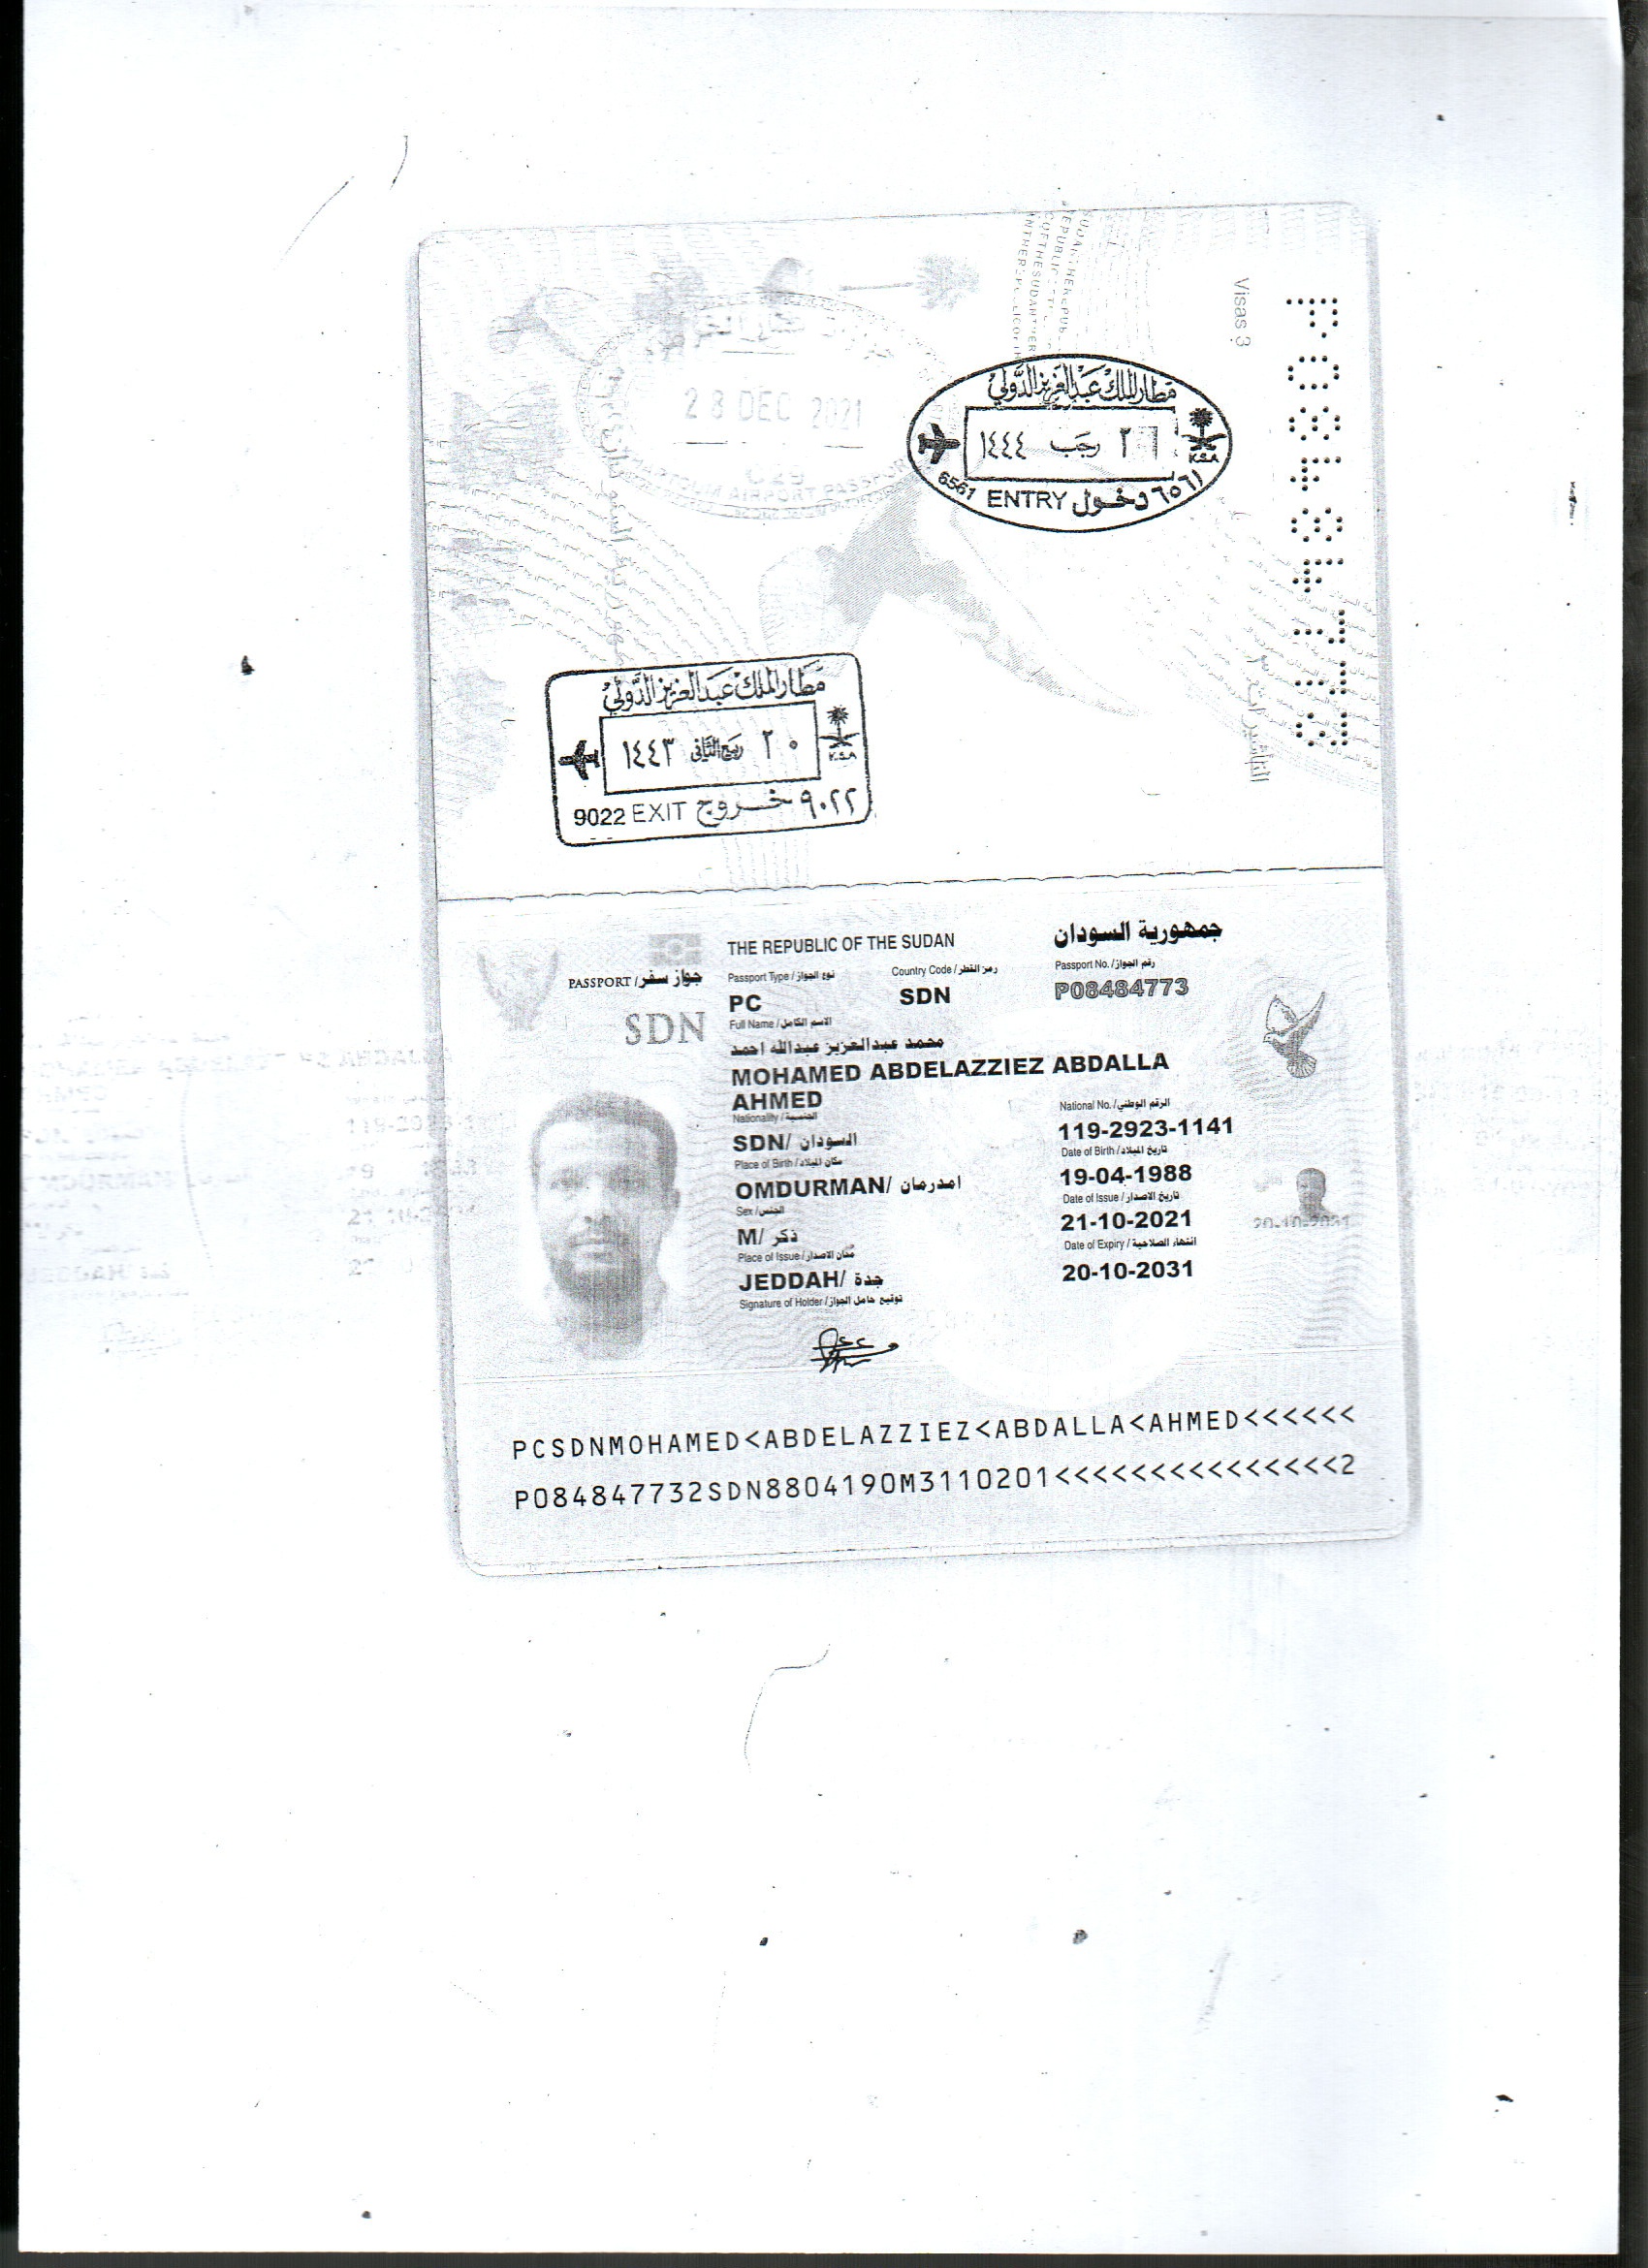 Visas 3
28 DEC 2021
C29
مطار الملك عبد العزيز الدولي
٢٦ رجب ١٤٤٤
K.S.A
6561 ENTRY دخول ٦٥٦١
مطار الملك عبد العزيز الدولي
٢٠ ربيع الثاني ١٤٤٣
K.S.A
9022 EXIT خروج ٩٠٢٢
P08484773
THE REPUBLIC OF THE SUDAN جمهورية السودان
PASSPORT / جواز سفر Passport Type / نوع الجواز Country Code / رمز القطر Passport No. / رقم الجواز
PC SDN P08484773
SDN
Full Name / الاسم الكامل
محمد عبدالعزيز عبدالله احمد
MOHAMED ABDELAZZIEZ ABDALLA
AHMED
Nationality / الجنسية National No. / الرقم الوطني
SDN/ السودان 119-2923-1141
Place of Birth / مكان الميلاد Date of Birth / تاريخ الميلاد
OMDURMAN/ امدرمان 19-04-1988
Sex / الجنس Date of Issue / تاريخ الاصدار
M/ ذكر 21-10-2021
Place of Issue / مكان الاصدار Date of Expiry / انتهاء الصلاحية
JEDDAH/ جدة 20-10-2031
Signature of Holder / توقيع حامل الجواز
20-10-2031
PCSDNMOHAMED<ABDELAZZIEZ<ABDALLA<AHMED<<<<<<
P084847732SDN8804190M3110201<<<<<<<<<<<<<<<2